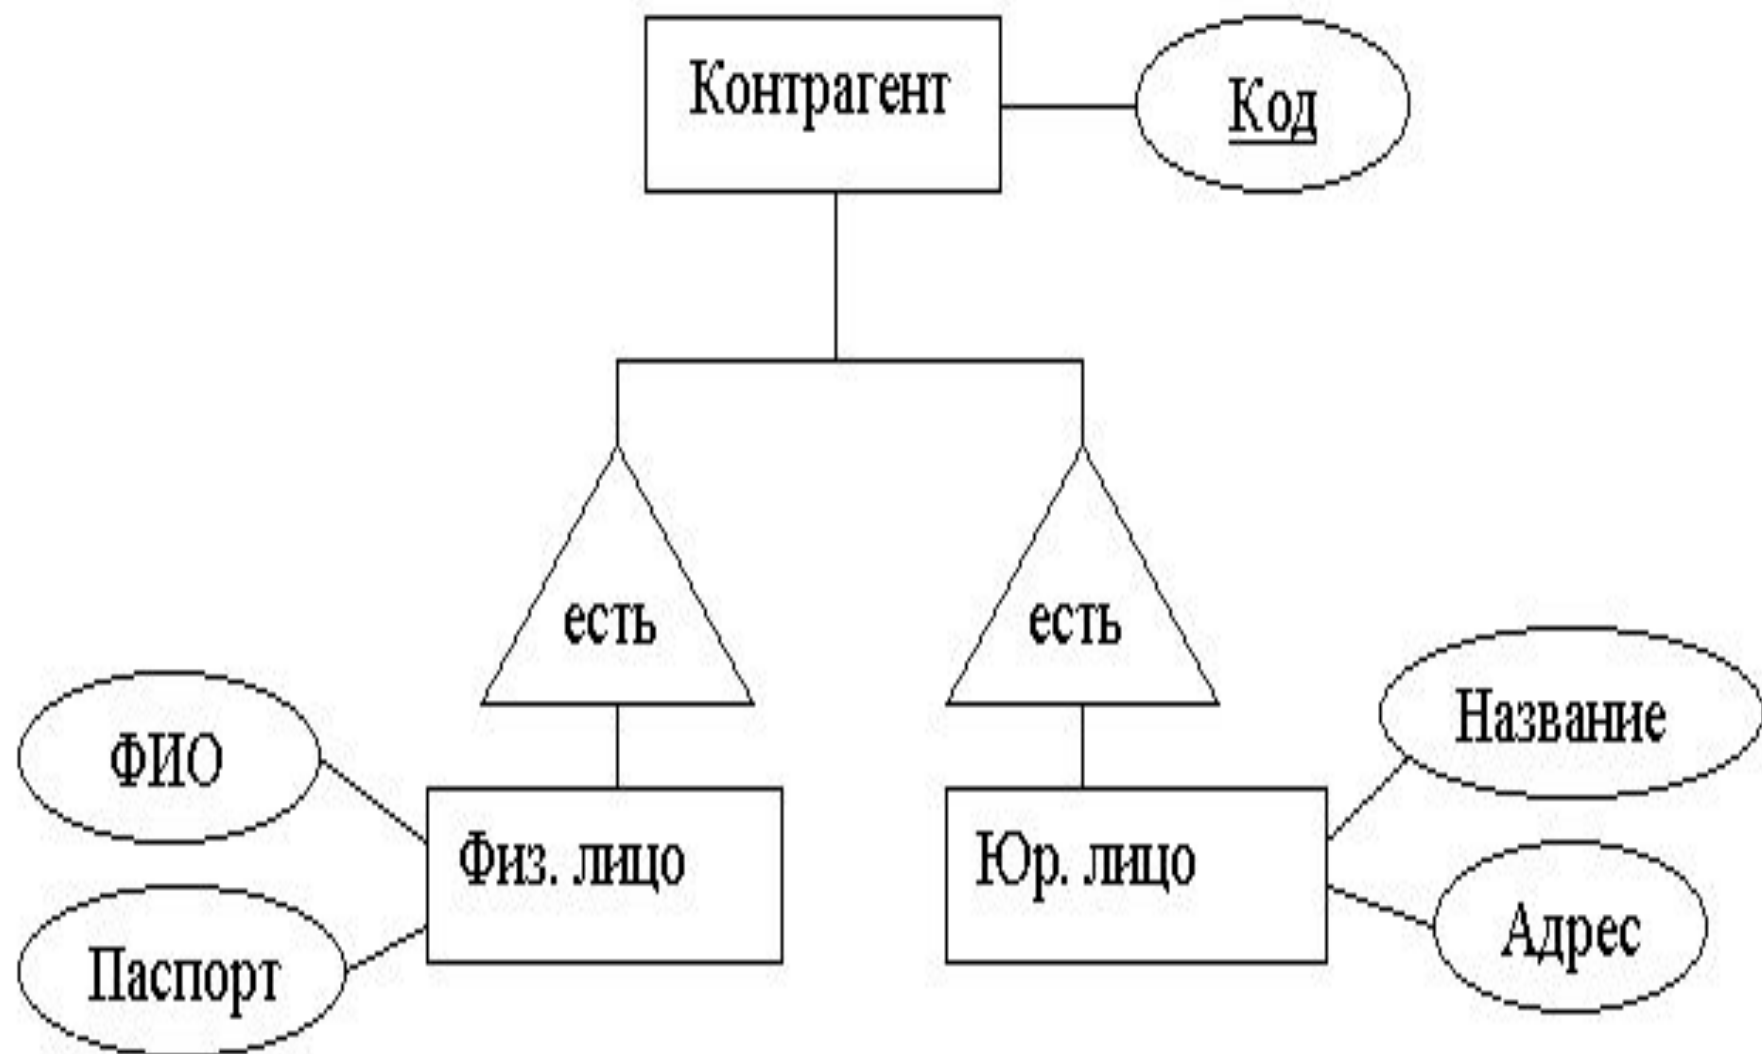 Контрагент
Код
есть
есть
ФИО
Название
Физ. лицо
Юр. лицо
Паспорт
Адрес